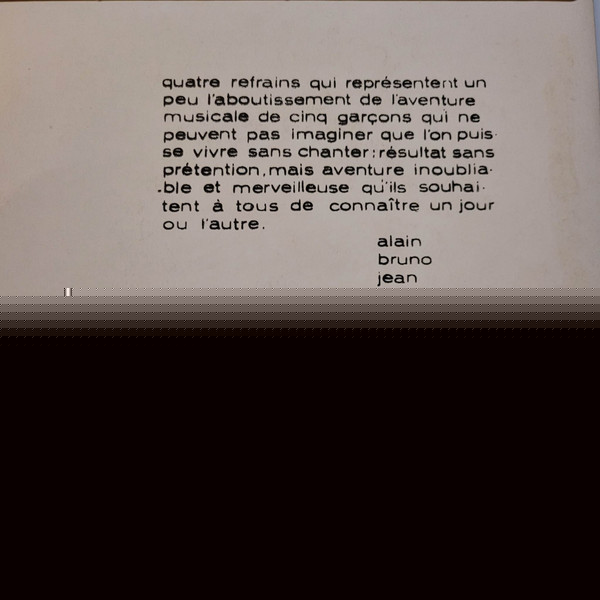 quatre refrains qui représentent un
peu l'aboutissement de l'aventure
musicale de cinq garçons qui ne
peuvent pas imaginer que l'on puis-
se vivre sans chanter : résultat sans
prétention, mais aventure inoublia-
ble et merveilleuse qu'ils souhai-
tent à tous de connaître un jour
ou l'autre.
alain
bruno
jean